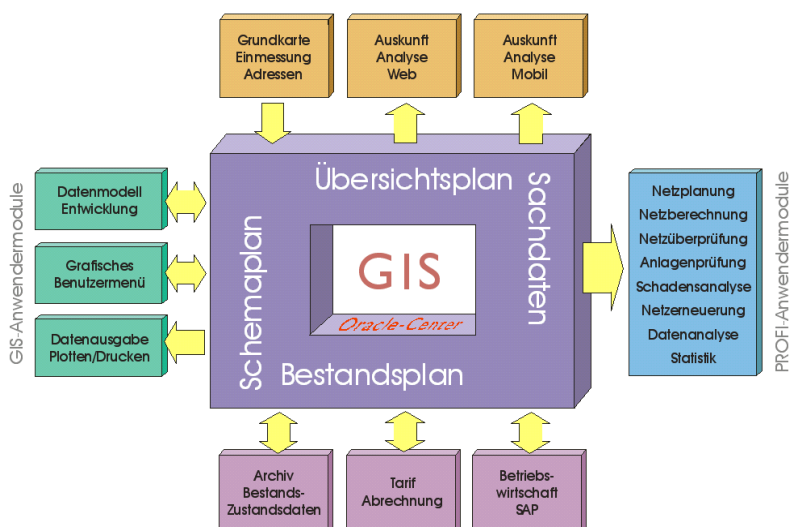 Grundkarte
Einmessung
Adressen
Auskunft
Analyse
Web
Auskunft
Analyse
Mobil
GIS-Anwendermodule
Datenmodell
Entwicklung
Grafisches
Benutzermenü
Datenausgabe
Plotten/Drucken
Übersichtsplan
Schemaplan
Sachdaten
Bestandsplan
GIS
Oracle-Center
Netzplanung
Netzberechnung
Netzüberprüfung
Anlagenprüfung
Schadensanalyse
Netzerneuerung
Datenanalyse
Statistik
PROFI-Anwendermodule
Archiv
Bestands-
Zustandsdaten
Tarif
Abrechnung
Betriebs-
wirtschaft
SAP